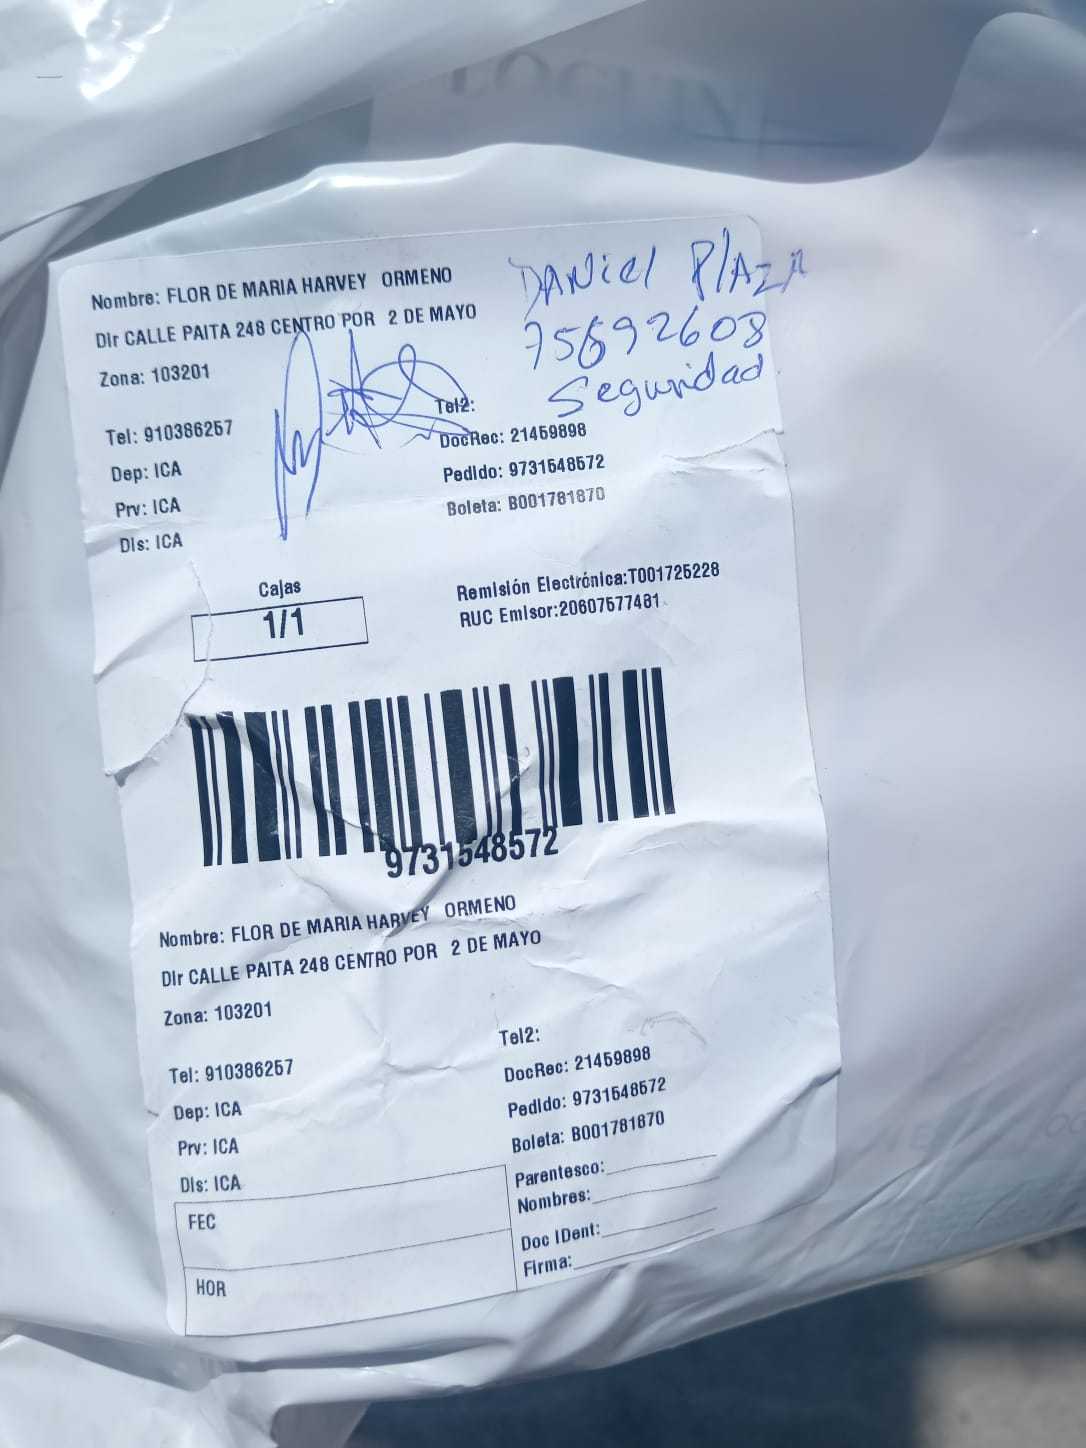 Nombre: FLOR DE MARIA HARVEY ORMENO
DANiel PlAZA
Dir CALLE PAITA 248 CENTRO POR 2 DE MAYO
75692608
Zona: 103201
Seguridad
Tel: 910386257
Tel2:
Dep: ICA
DocRec: 21459898
Prv: ICA
Pedido: 9731548572
Dis: ICA
Boleta: B001781870
Cajas
1/1
Remisión Electrónica:T001725228
RUC Emisor:20607577481
9731548572
Nombre: FLOR DE MARIA HARVEY ORMENO
Dir CALLE PAITA 248 CENTRO POR 2 DE MAYO
Zona: 103201
Tel2:
Tel: 910386257
DocRec: 21459898
Dep: ICA
Pedido: 9731548572
Prv: ICA
Boleta: B001781870
Dis: ICA
Parentesco:
Nombres:
FEC
Doc IDent:
Firma:
HOR